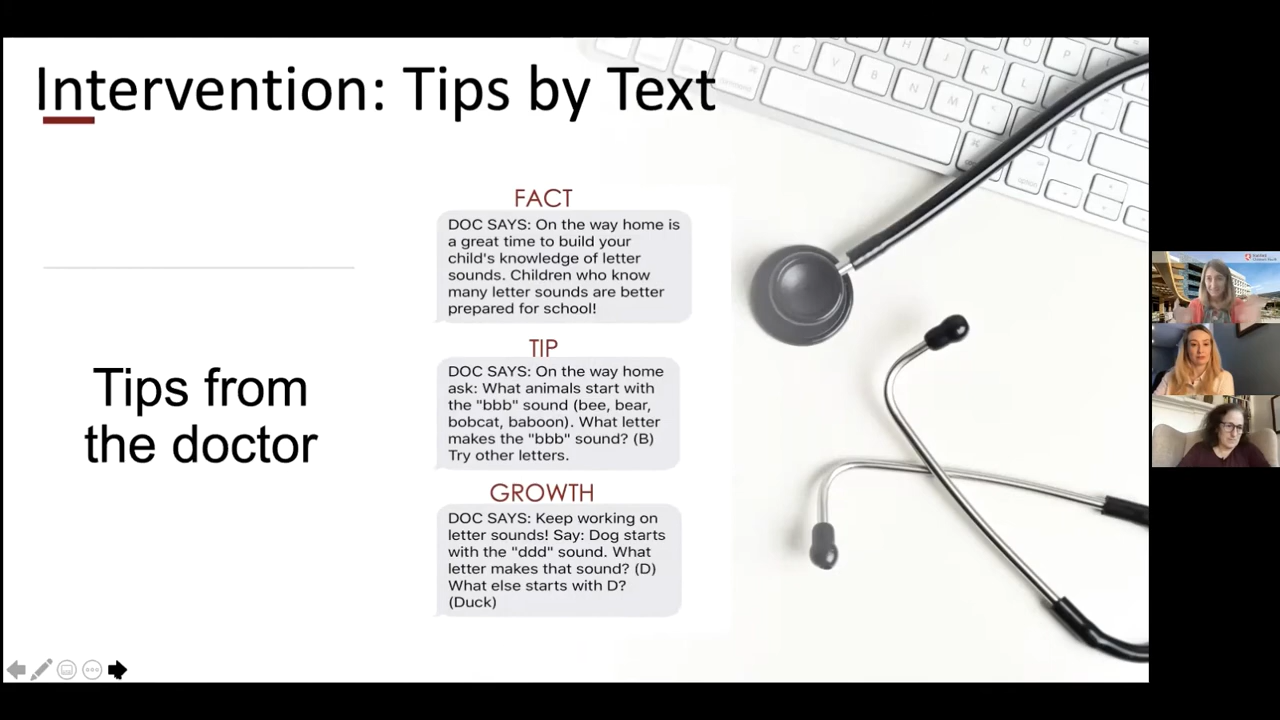 Intervention: Tips by Text
Tips from
the doctor
FACT
DOC SAYS: On the way home is
a great time to build your
child's knowledge of letter
sounds. Children who know
many letter sounds are better
prepared for school!
TIP
DOC SAYS: On the way home
ask: What animals start with
the "bbb" sound (bee, bear,
bobcat, baboon). What letter
makes the "bbb" sound? (B)
Try other letters.
GROWTH
DOC SAYS: Keep working on
letter sounds! Say: Dog starts
with the "ddd" sound. What
letter makes that sound? (D)
What else starts with D?
(Duck)